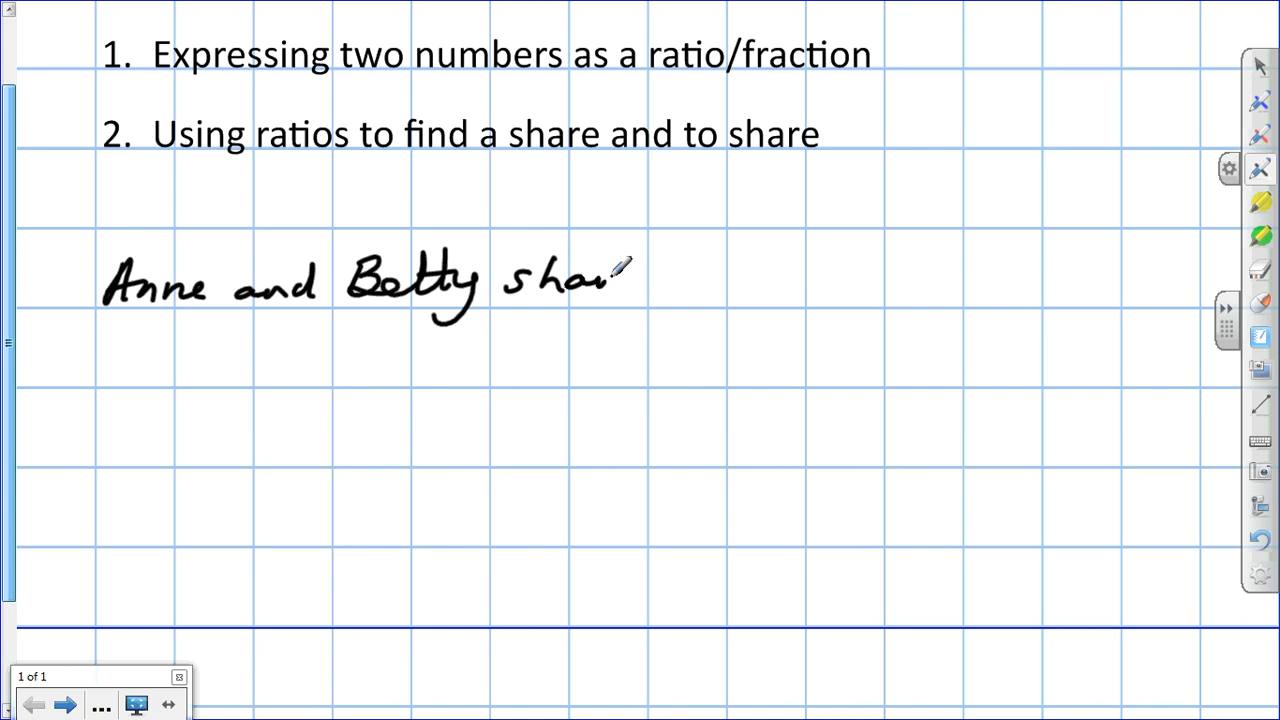 1. Expressing two numbers as a ratio/fraction
2. Using ratios to find a share and to share
Anne and Betty shar
1 of 1